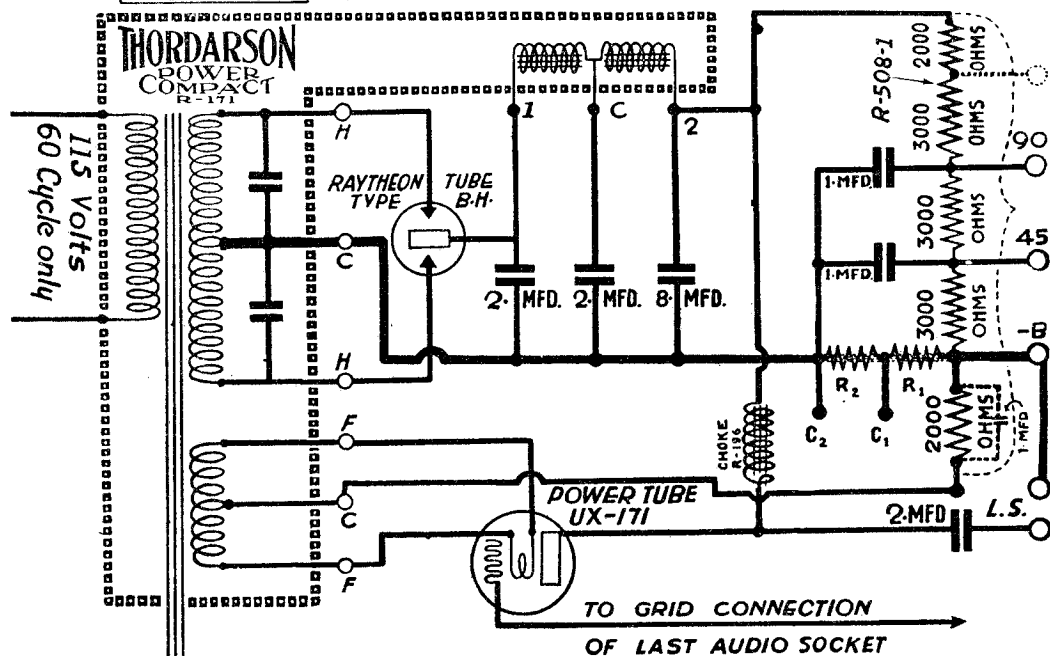 THORDARSON
POWER
COMPACT
R-171
115 Volts
60 Cycle only
H
C
H
F
C
F
RAYTHEON TUBE
TYPE B.H.
1
C
2
2. MFD.
2. MFD.
8. MFD.
R-508-1
2000
OHMS
3000
OHMS
90
1. MFD.
3000
OHMS
45
1. MFD.
3000
OHMS
-B
R2
R1
C2
C1
2000
OHMS
1-MFD
CHOKE
R-196
POWER TUBE
UX-171
2. MFD
L.S.
TO GRID CONNECTION
OF LAST AUDIO SOCKET